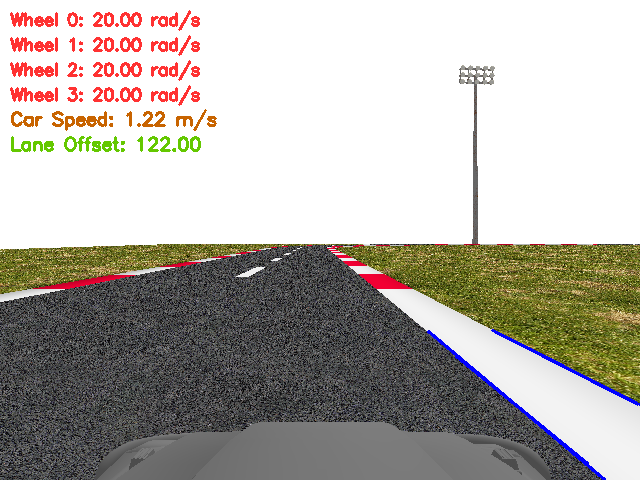 Wheel 0: 20.00 rad/s
Wheel 1: 20.00 rad/s
Wheel 2: 20.00 rad/s
Wheel 3: 20.00 rad/s
Car Speed: 1.22 m/s
Lane Offset: 122.00